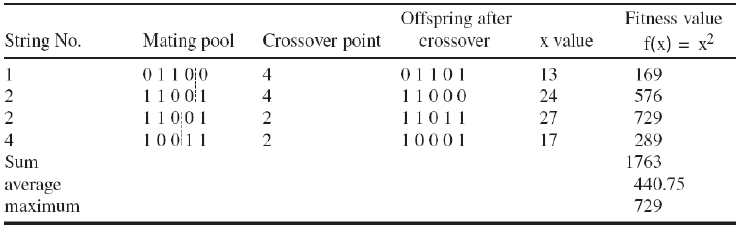 Offspring after Fitness value
String No. Mating pool Crossover point crossover x value f(x) = x²
1 0 1 1 0 0 4 0 1 1 0 1 13 169
2 1 1 0 0 1 4 1 1 0 0 0 24 576
2 1 1 0 0 1 2 1 1 0 1 1 27 729
4 1 0 0 1 1 2 1 0 0 0 1 17 289
Sum 1763
average 440.75
maximum 729